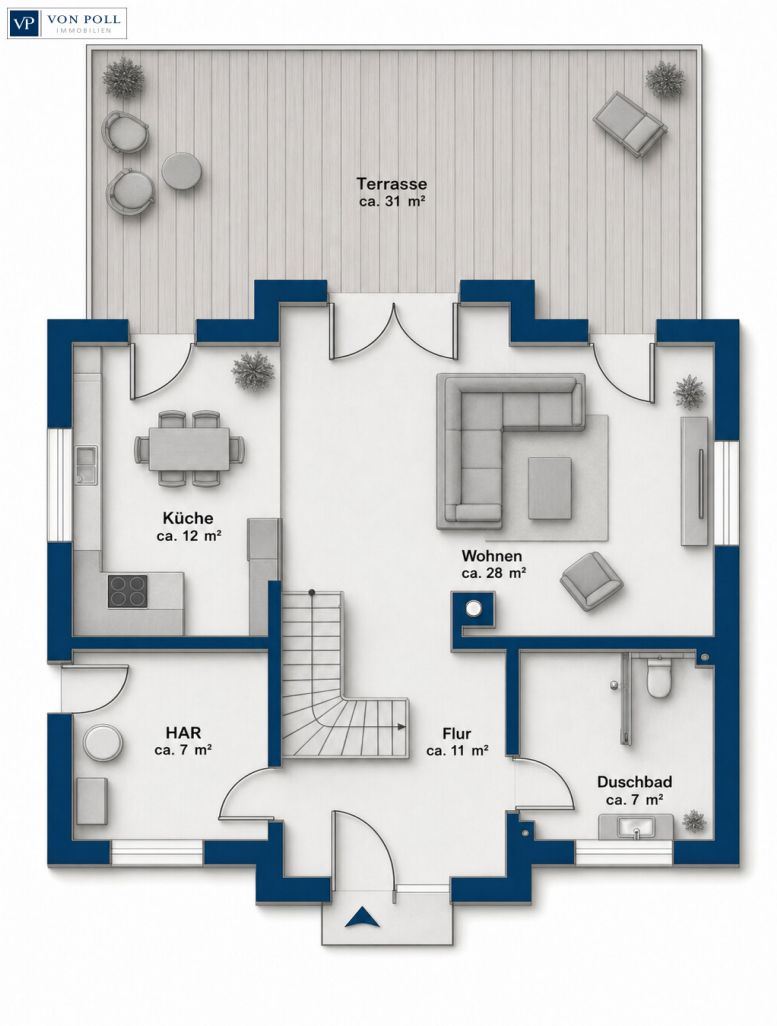 VP
VON POLL
IMMOBILIEN
Terrasse
ca. 31 m²
Küche
ca. 12 m²
Wohnen
ca. 28 m²
HAR
ca. 7 m²
Flur
ca. 11 m²
Duschbad
ca. 7 m²